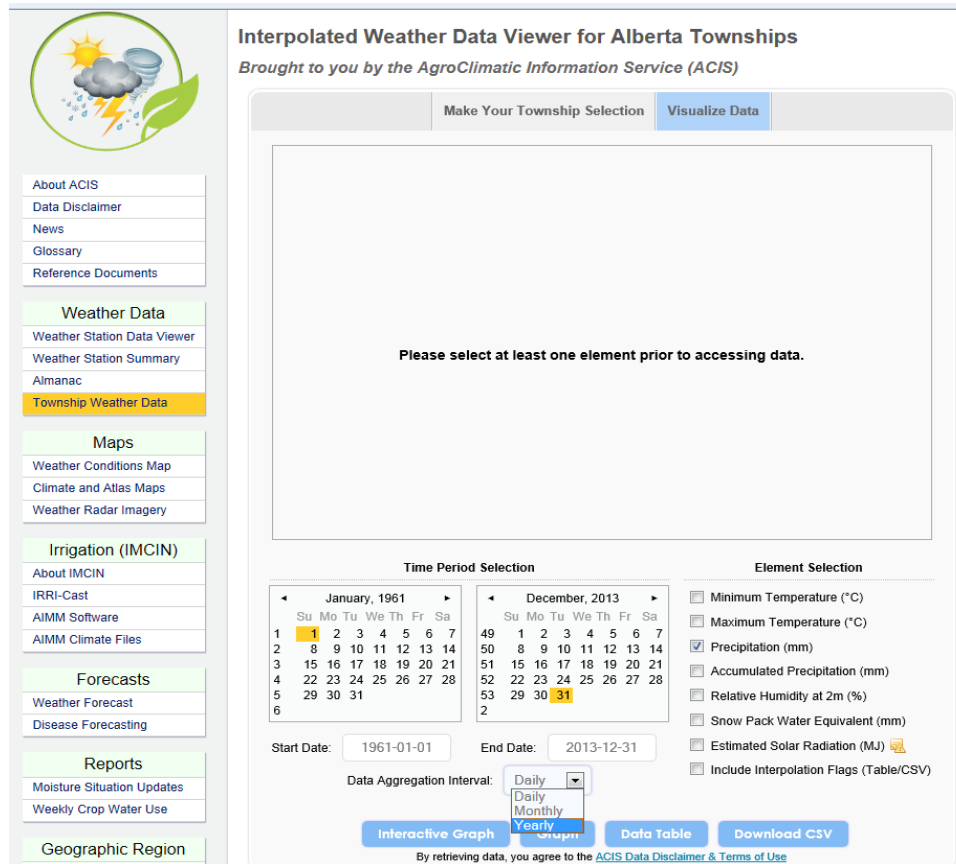 Interpolated Weather Data Viewer for Alberta Townships
Brought to you by the AgroClimatic Information Service (ACIS)
Make Your Township Selection
Visualize Data
About ACIS
Data Disclaimer
News
Glossary
Reference Documents
Weather Data
Weather Station Data Viewer
Weather Station Summary
Almanac
Township Weather Data
Maps
Weather Conditions Map
Climate and Atlas Maps
Weather Radar Imagery
Irrigation (IMCIN)
About IMCIN
IRRI-Cast
AIMM Software
AIMM Climate Files
Forecasts
Weather Forecast
Disease Forecasting
Reports
Moisture Situation Updates
Weekly Crop Water Use
Geographic Region
Please select at least one element prior to accessing data.
Time Period Selection
January, 1961
Su Mo Tu We Th Fr Sa
1 1 2 3 4 5 6 7
2 8 9 10 11 12 13 14
3 15 16 17 18 19 20 21
4 22 23 24 25 26 27 28
5 29 30 31
6
December, 2013
Su Mo Tu We Th Fr Sa
49 1 2 3 4 5 6 7
50 8 9 10 11 12 13 14
51 15 16 17 18 19 20 21
52 22 23 24 25 26 27 28
53 29 30 31
2
Start Date: 1961-01-01
End Date: 2013-12-31
Data Aggregation Interval: Daily
Daily
Monthly
Yearly
Element Selection
Minimum Temperature (°C)
Maximum Temperature (°C)
Precipitation (mm)
Accumulated Precipitation (mm)
Relative Humidity at 2m (%)
Snow Pack Water Equivalent (mm)
Estimated Solar Radiation (MJ)
Include Interpolation Flags (Table/CSV)
Interactive Graph
Graph
Data Table
Download CSV
By retrieving data, you agree to the ACIS Data Disclaimer & Terms of Use